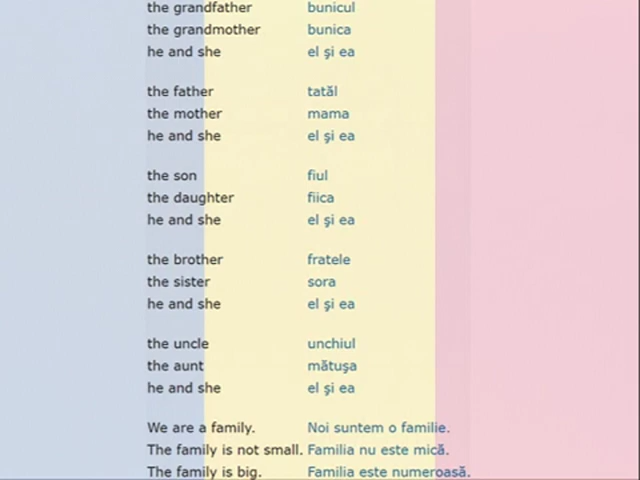 the grandfather bunicul
the grandmother bunica
he and she el şi ea
the father tatăl
the mother mama
he and she el şi ea
the son fiul
the daughter fiica
he and she el şi ea
the brother fratele
the sister sora
he and she el şi ea
the uncle unchiul
the aunt mătuşa
he and she el şi ea
We are a family. Noi suntem o familie.
The family is not small. Familia nu este mică.
The family is big. Familia este numeroasă.